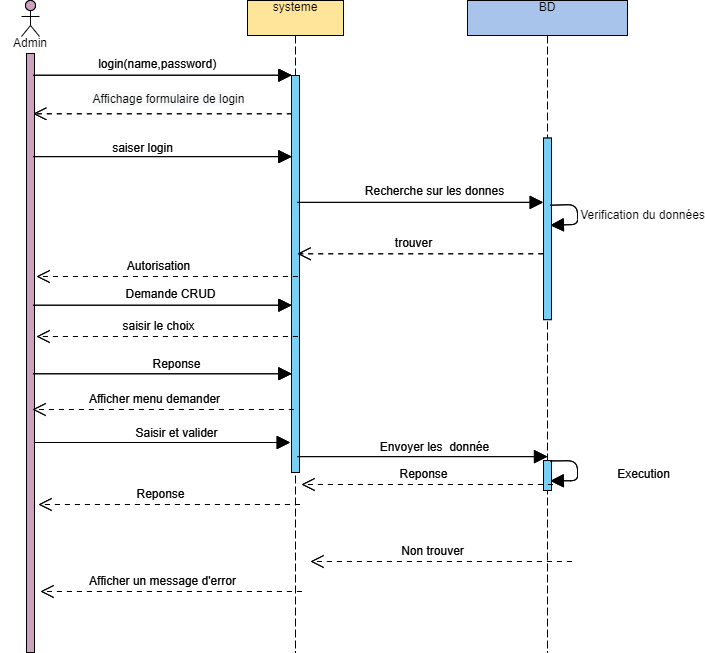 systeme
BD
Admin
login(name,password)
Affichage formulaire de login
saiser login
Recherche sur les donnes
Verification du données
trouver
Autorisation
Demande CRUD
saisir le choix
Reponse
Afficher menu demander
Saisir et valider
Envoyer les donnée
Reponse
Execution
Reponse
Non trouver
Afficher un message d'error